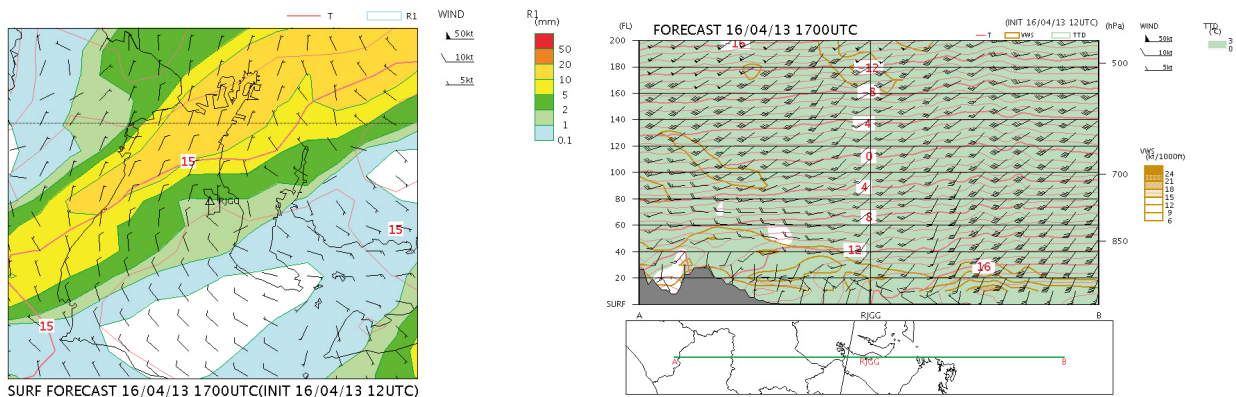 T R1
WIND
50kt
10kt
5kt
R1
(mm)
50
20
10
5
2
1
0.1
15
RJGG
15
15
SURF FORECAST 16/04/13 1700UTC(INIT 16/04/13 12UTC)
(FL) FORECAST 16/04/13 1700UTC (INIT 16/04/13 12UTC) (hPa)
T VWS TTD
WIND
50kt
10kt
5kt
TTD
(℃)
3
0
200
180
160
140
120
100
80
60
40
20
SURF
16
12
8
4
0
4
8
12
16
500
700
850
VWS
(kt/1000ft)
24
21
18
15
12
9
6
A RJGG B
A RJGG B